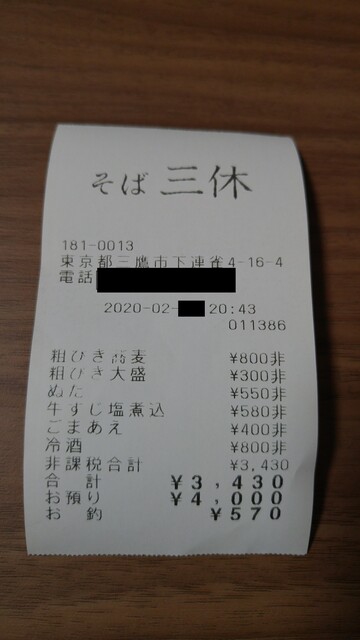 そば 三休
181-0013
東京都三鷹市下連雀4-16-4
電話
2020-02- 20:43
011386
粗ひき蕎麦 ¥800非
粗ひき大盛 ¥300非
ぬた ¥550非
牛すじ塩煮込 ¥580非
ごまあえ ¥400非
冷酒 ¥800非
非課税合計 ¥3,430
合 計 ¥3,430
お預り ¥4,000
お 釣 ¥570